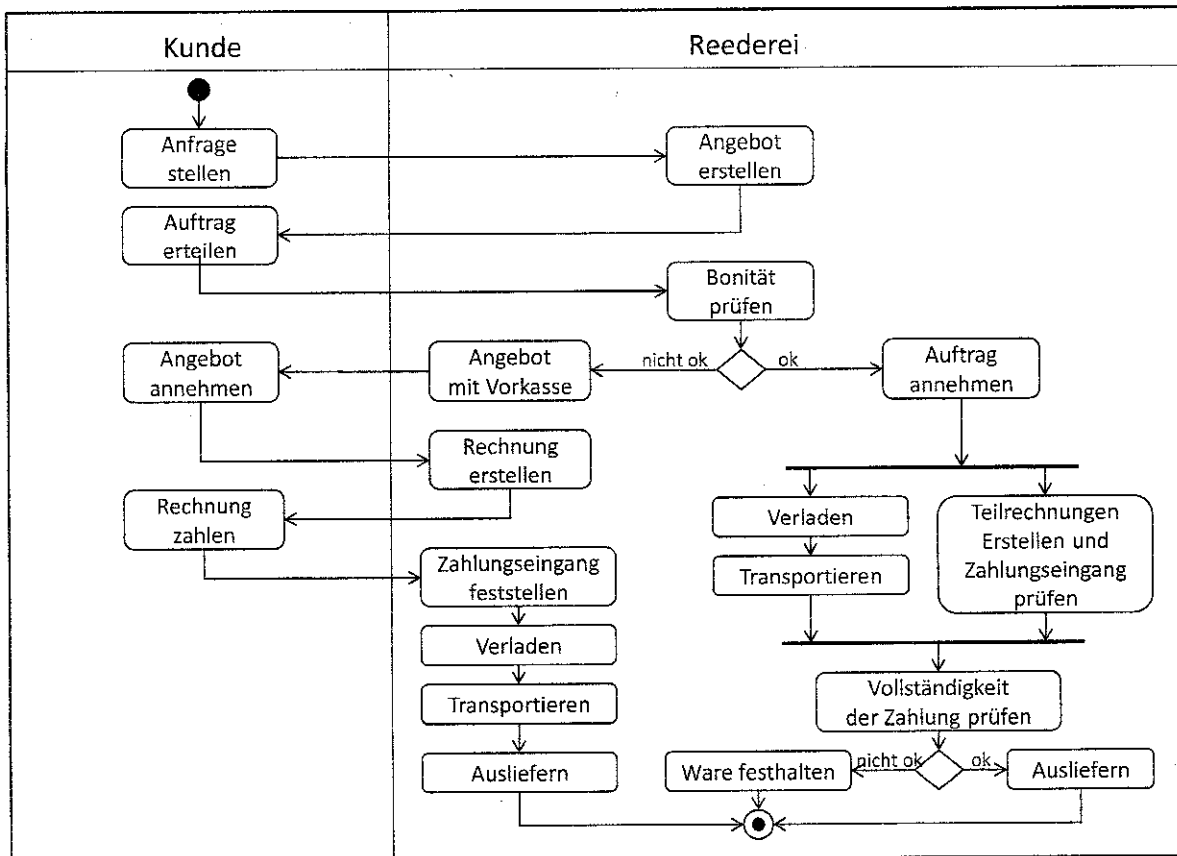 Kunde
Reederei
Anfrage
stellen
Angebot
erstellen
Auftrag
erteilen
Bonität
prüfen
Angebot
annehmen
Angebot
mit Vorkasse
nicht ok
ok
Auftrag
annehmen
Rechnung
erstellen
Rechnung
zahlen
Verladen
Transportieren
Teilrechnungen
Erstellen und
Zahlungseingang
prüfen
Zahlungseingang
feststellen
Verladen
Transportieren
Ausliefern
Vollständigkeit
der Zahlung prüfen
Ware festhalten
nicht ok
ok
Ausliefern